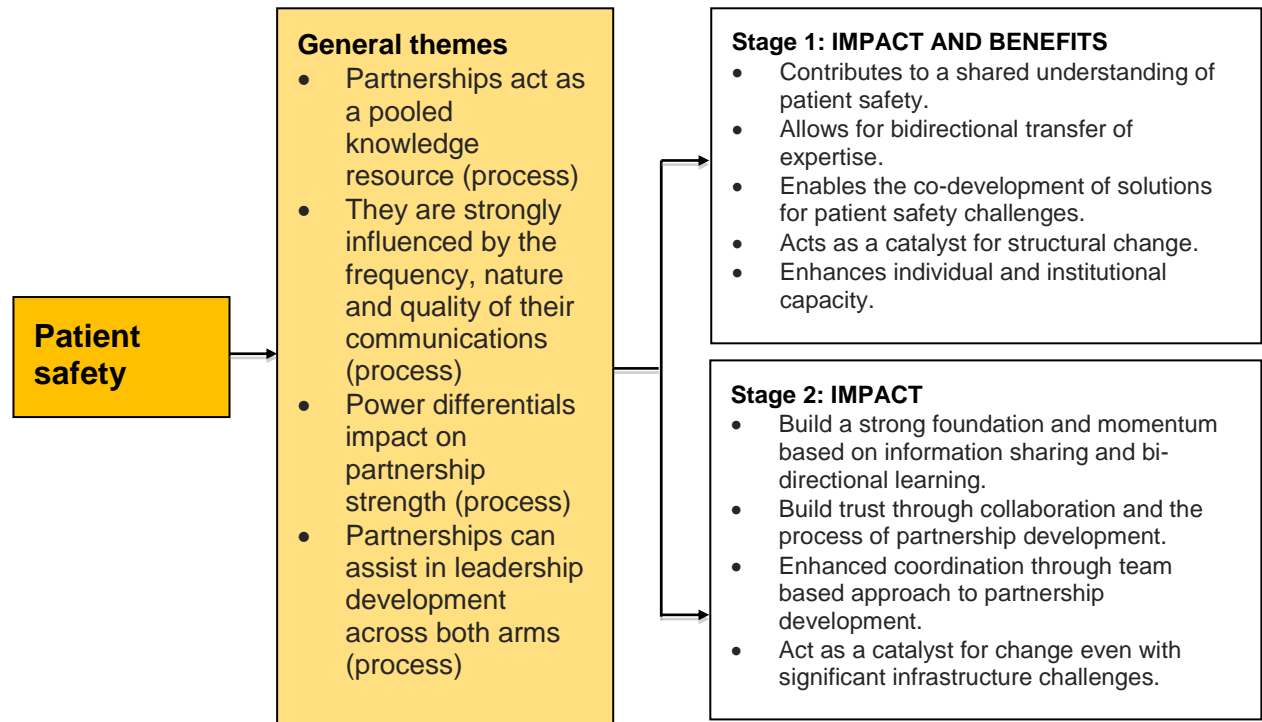 Patient
safety
General themes
• Partnerships act as
a pooled
knowledge
resource (process)
• They are strongly
influenced by the
frequency, nature
and quality of their
communications
(process)
• Power differentials
impact on
partnership
strength (process)
• Partnerships can
assist in leadership
development
across both arms
(process)
Stage 1: IMPACT AND BENEFITS
• Contributes to a shared understanding of
patient safety.
• Allows for bidirectional transfer of
expertise.
• Enables the co-development of solutions
for patient safety challenges.
• Acts as a catalyst for structural change.
• Enhances individual and institutional
capacity.
Stage 2: IMPACT
• Build a strong foundation and momentum
based on information sharing and bi-
directional learning.
• Build trust through collaboration and the
process of partnership development.
• Enhanced coordination through team
based approach to partnership
development.
• Act as a catalyst for change even with
significant infrastructure challenges.